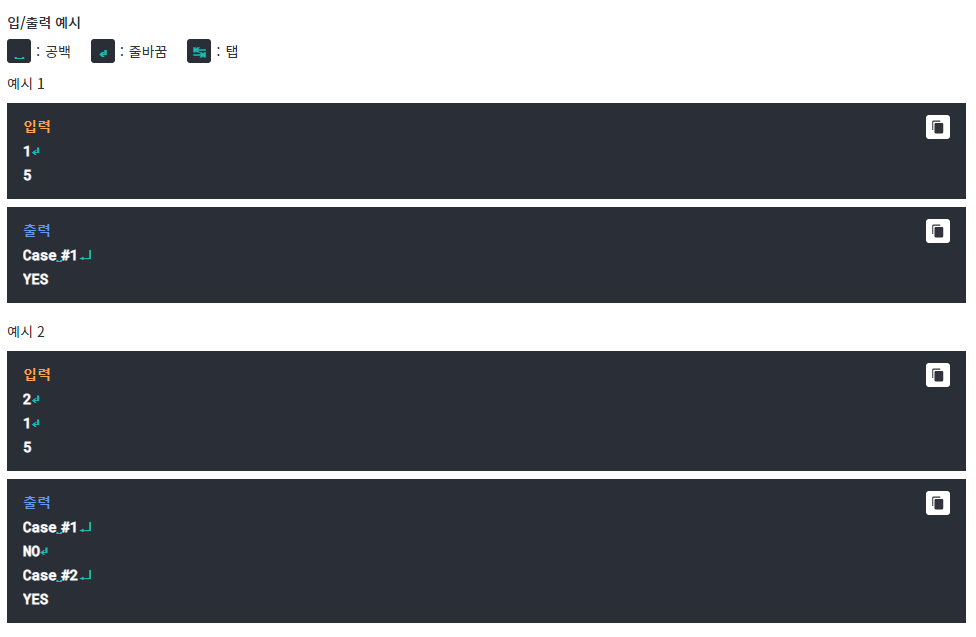 입/출력 예시
␣ : 공백 ↵ : 줄바꿈 ↹ : 탭
예시 1
입력
1↵
5
출력
Case␣#1↵
YES
예시 2
입력
2↵
1↵
5
출력
Case␣#1↵
NO↵
Case␣#2↵
YES